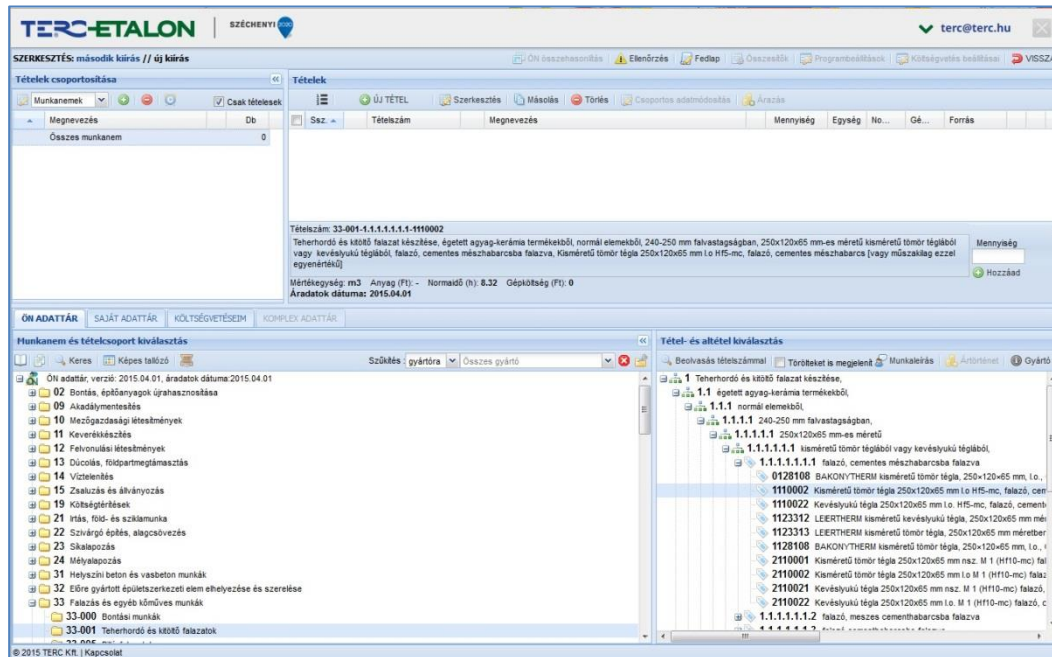 TERC-ETALON SZÉCHENYI 2020 terc@terc.hu
SZERKESZTÉS: második kiírás // új kiírás ÖN összehasonlítás Ellenőrzés Fedlap Összesítők Programbeállítások Költségvetés beállításai VISSZA
Tételek csoportosítása Tételek
Munkanemek Csak tételesek ÚJ TÉTEL Szerkesztés Másolás Törlés Csoportos adatmódosítás Árazás
Megnevezés Db Ssz. Tételszám Megnevezés Mennyiség Egység No... Gé... Forrás
Összes munkanem 0
Tételszám: 33-001-1.1.1.1.1.1.1-1110002
Teherhordó és kitöltő falazat készítése, égetett agyag-kerámia termékekből, normál elemekből, 240-250 mm falvastagságban, 250x120x65 mm-es méretű kisméretű tömör téglából
vagy kevéslyukú téglából, falazó, cementes mészhabarcsba falazva, Kisméretű tömör tégla 250x120x65 mm I.o Hf5-mc, falazó, cementes mészhabarcs [vagy műszakilag ezzel
egyenértékű]
Mennyiség
Hozzáad
Mértékegység: m3 Anyag (Ft): - Normaidő (h): 8.32 Gépköltség (Ft): 0
Áradatok dátuma: 2015.04.01
ÖN ADATTÁR SAJÁT ADATTÁR KÖLTSÉGVETÉSEIM KOMPLEX ADATTÁR
Munkanem és tételcsoport kiválasztás
Keres Képes tallózó Szűkítés : gyártóra Összes gyártó
ÖN adattár, verzió: 2015.04.01, áradatok dátuma:2015.04.01
02 Bontás, építőanyagok újrahasznosítása
09 Akadálymentesítés
10 Mezőgazdasági létesítmények
11 Keverékkészítés
12 Felvonulási létesítmények
13 Dúcolás, földpartmegtámasztás
14 Víztelenítés
15 Zsaluzás és állványozás
19 Költségtérítések
21 Irtás, föld- és sziklamunka
22 Szivárgó építés, alagcsövezés
23 Síkalapozás
24 Mélyalapozás
31 Helyszíni beton és vasbeton munkák
32 Előre gyártott épületszerkezeti elem elhelyezése és szerelése
33 Falazás és egyéb kőműves munkák
33-000 Bontási munkák
33-001 Teherhordó és kitöltő falazatok
Tétel- és altétel kiválasztás
Beolvasás tételszámmal Törölteket is megjelenít Munkaleírás Ártörténet Gyártó
1 Teherhordó és kitöltő falazat készítése,
1.1 égetett agyag-kerámia termékekből,
1.1.1 normál elemekből,
1.1.1.1 240-250 mm falvastagságban,
1.1.1.1.1 250x120x65 mm-es méretű
1.1.1.1.1.1 kisméretű tömör téglából vagy kevéslyukú téglából,
1.1.1.1.1.1.1 falazó, cementes mészhabarcsba falazva
0128108 BAKONYTHERM kisméretű tömör tégla, 250×120×65 mm, I.o.,
1110002 Kisméretű tömör tégla 250x120x65 mm I.o Hf5-mc, falazó, cem
1110022 Kevéslyukú tégla 250x120x65 mm I.o. Hf5-mc, falazó, cement
1123312 LEIERTHERM kisméretű kevéslyukú tégla, 250x120x65 mm mér
1123313 LEIERTHERM kisméretű tömör tégla, 250x120x65 mm méretber
1128108 BAKONYTHERM kisméretű tömör tégla, 250×120×65 mm, I.o.,
2110001 Kisméretű tömör tégla 250x120x65 mm nsz. M 1 (Hf10-mc) fal
2110002 Kisméretű tömör tégla 250x120x65 mm I.o M 1 (Hf10-mc) falaz
2110021 Kevéslyukú tégla 250x120x65 mm nsz. M 1 (Hf10-mc) falazó,
2110022 Kevéslyukú tégla 250x120x65 mm I.o. M 1 (Hf10-mc) falazó, c
1.1.1.1.1.1.2 falazó, meszes cementhabarcsba falazva
© 2015 TERC Kft. | Kapcsolat